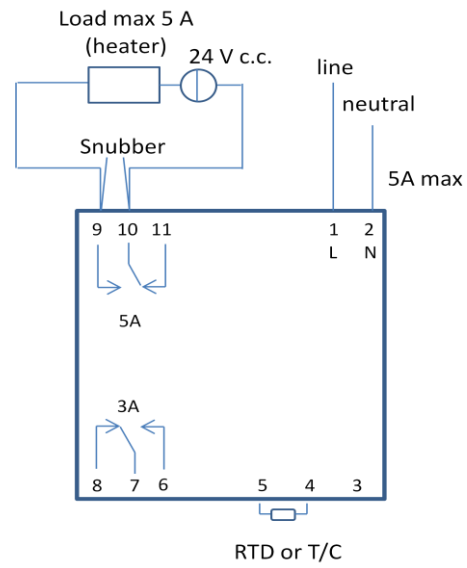 Load max 5 A
(heater)
24 V c.c.
line
neutral
Snubber
5A max
9 10 11 1 2
L N
5A
3A
8 7 6 5 4 3
RTD or T/C